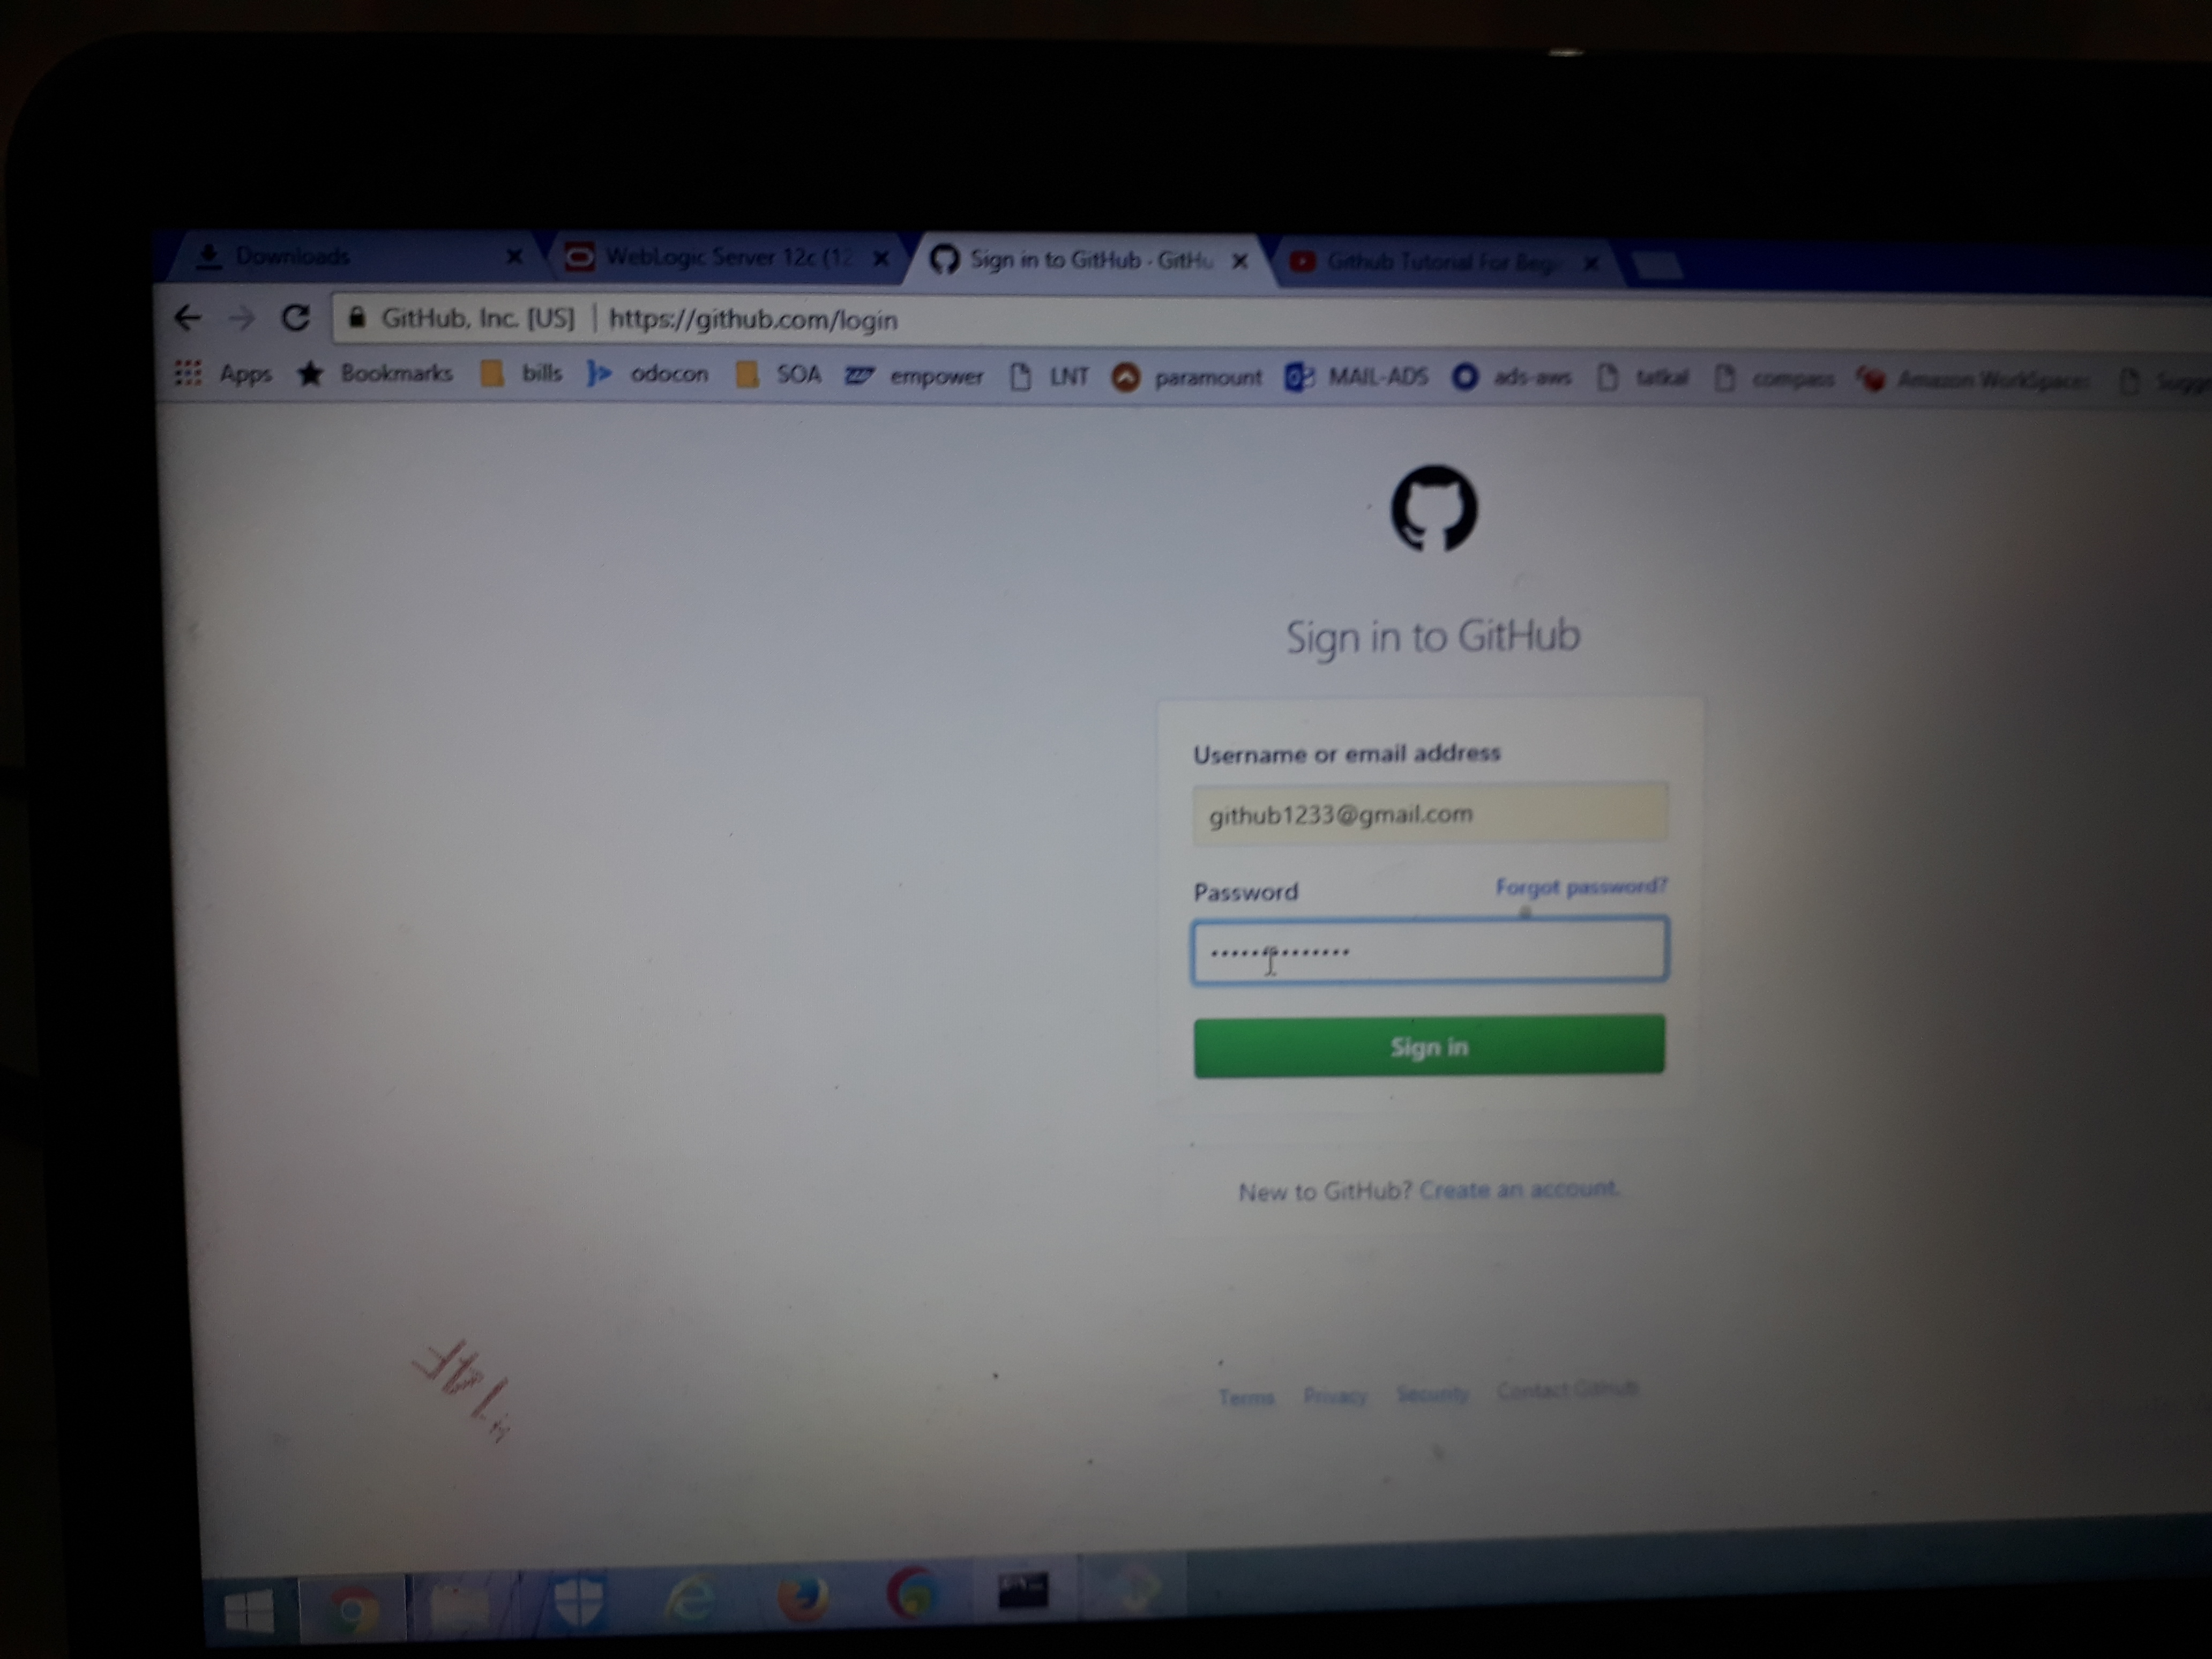 Downloads
WebLogic Server 12c (12
Sign in to GitHub · GitHu
Github Tutorial For Beg
GitHub, Inc. [US] | https://github.com/login
Apps Bookmarks bills odocon SOA empower LNT paramount MAIL-ADS ads-aws tatkal compass Amazon WorkSpaces Sugg
Sign in to GitHub
Username or email address
github1233@gmail.com
Password Forgot password?
Sign in
New to GitHub? Create an account.
Terms Privacy Security Contact GitHub